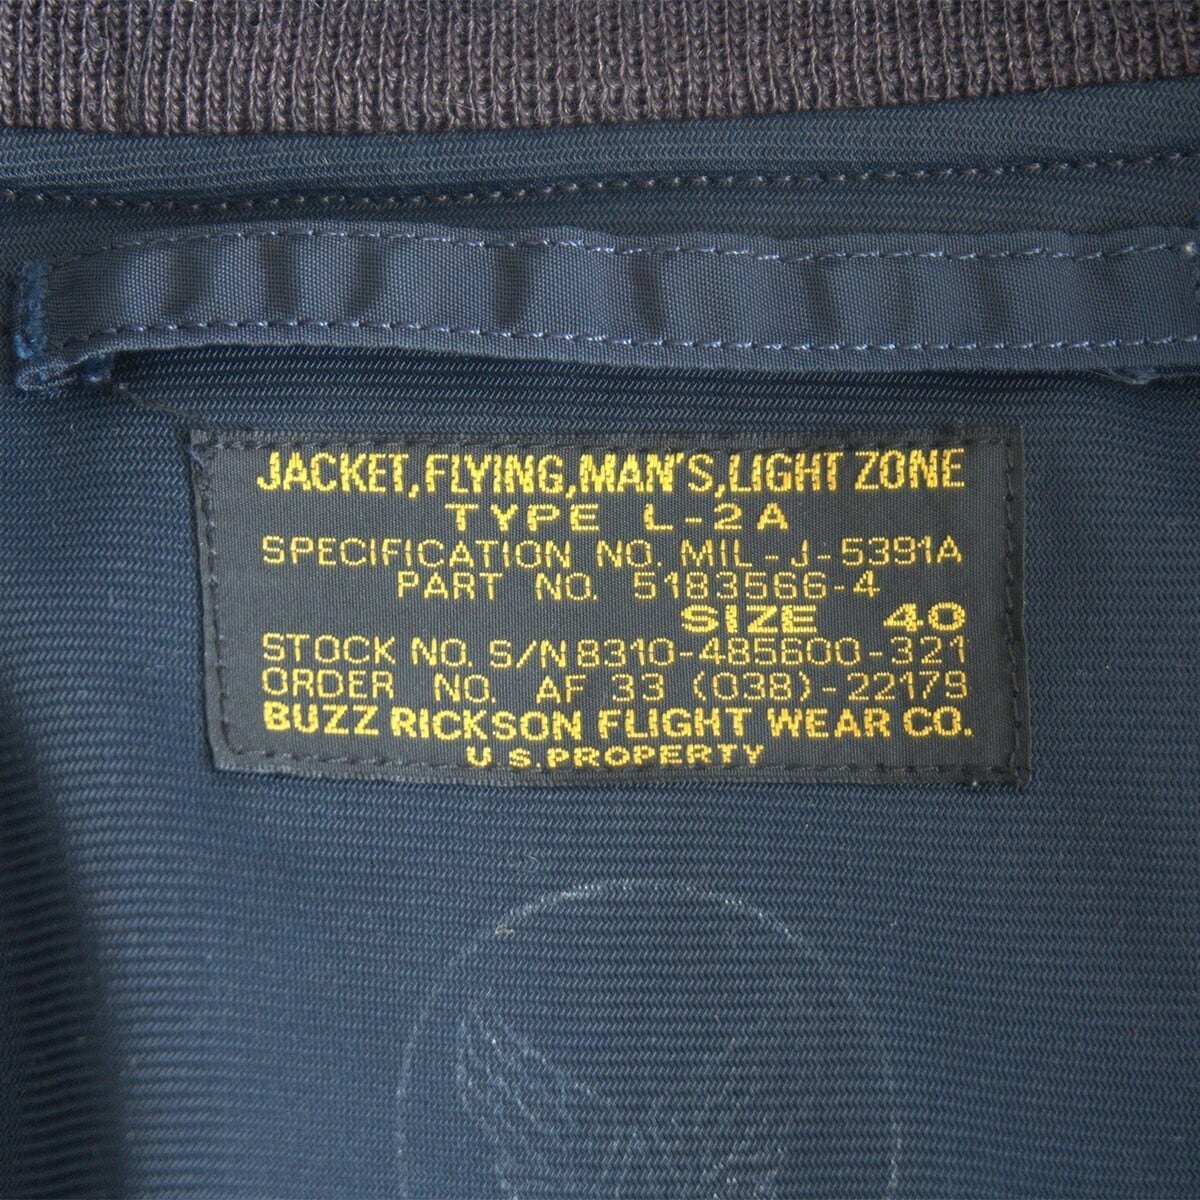 JACKET,FLYING,MAN'S,LIGHT ZONE
TYPE L-2A
SPECIFICATION NO. MIL-J-5391A
PART NO. 5183566-4
SIZE 40
STOCK NO. S/N 8310-485600-321
ORDER NO. AF 33 (038)-22179
BUZZ RICKSON FLIGHT WEAR CO.
U S.PROPERTY